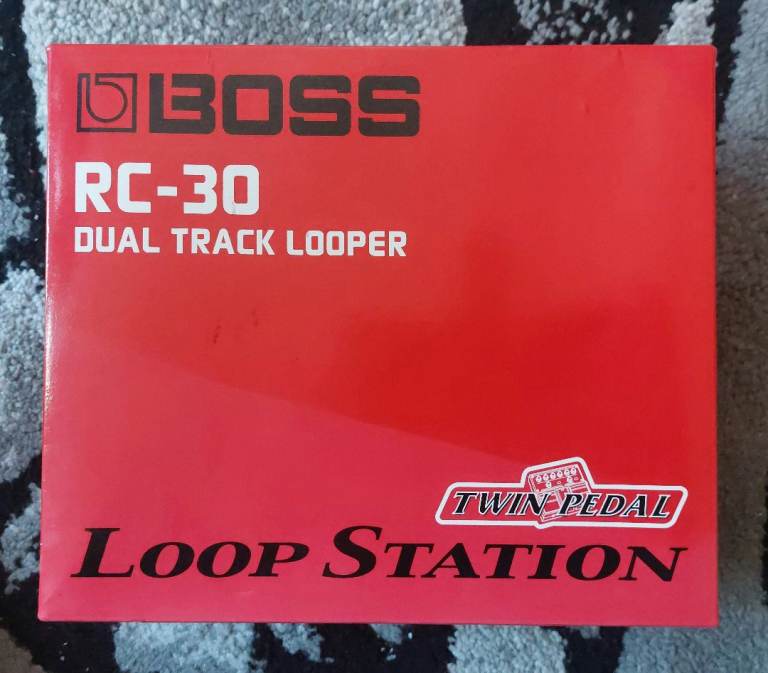 BOSS
RC-30
DUAL TRACK LOOPER
TWIN PEDAL
LOOP STATION